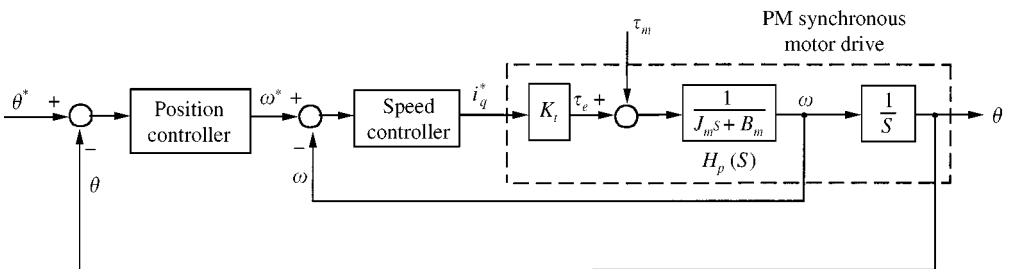 PM synchronous
motor drive
τm
θ* + Position
controller ω* + Speed
controller i*q Kt τe + 1
Jms + Bm ω 1
S θ
− − Hp (S)
θ ω